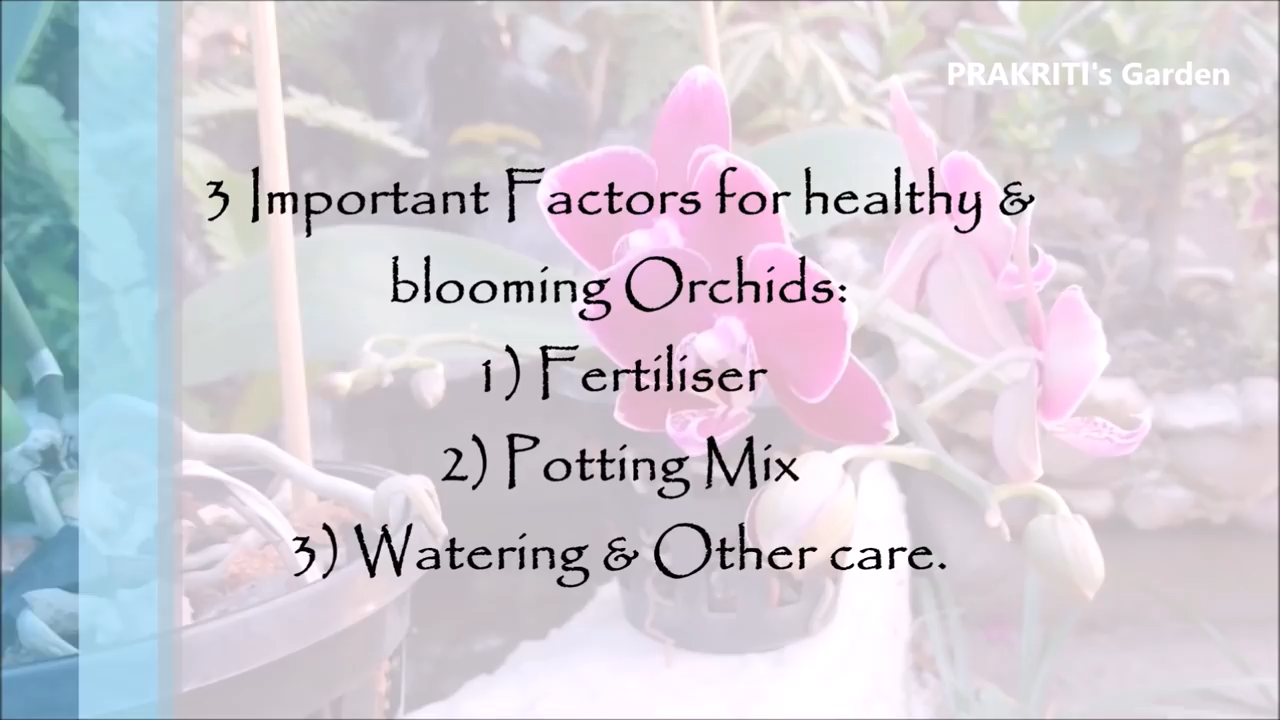 PRAKRITI's Garden
3 Important Factors for healthy &
blooming Orchids:
1) Fertiliser
2) Potting Mix
3) Watering & Other care.